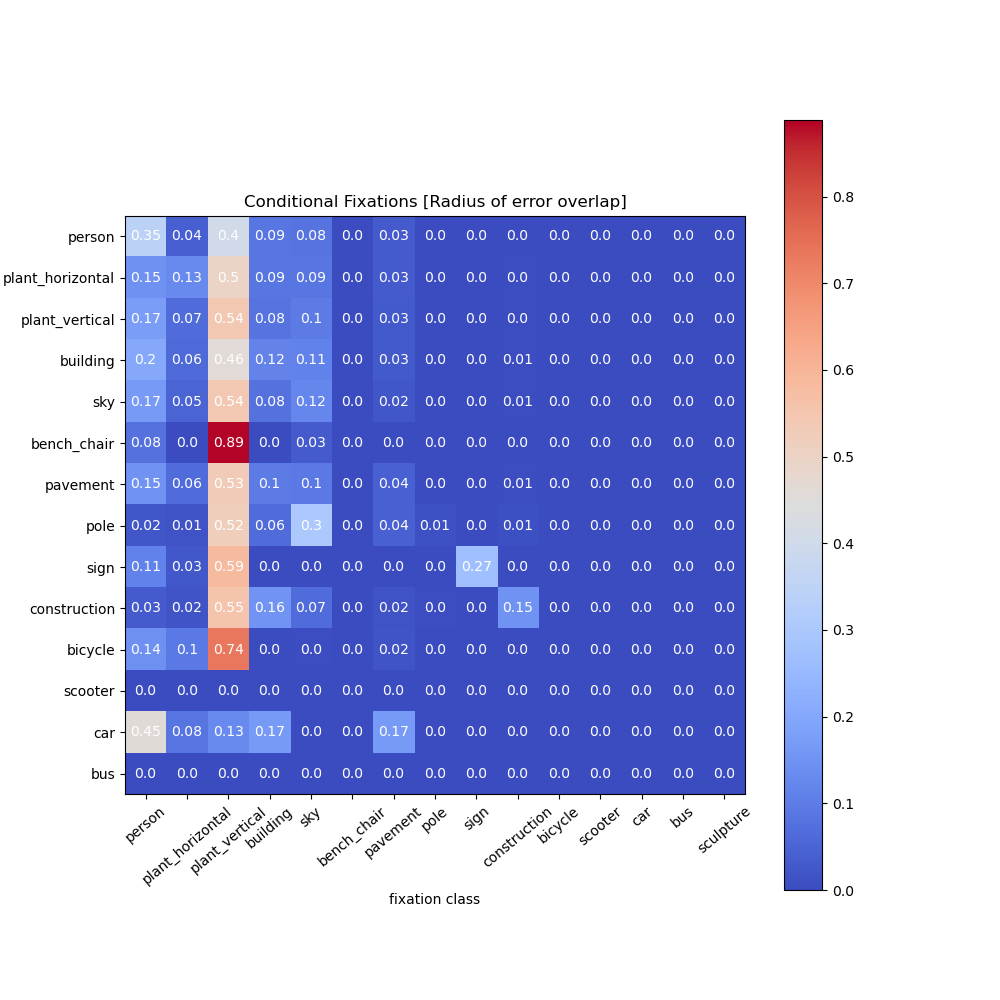 Conditional Fixations [Radius of error overlap]
person 0.35 0.04 0.4 0.09 0.08 0.0 0.03 0.0 0.0 0.0 0.0 0.0 0.0 0.0 0.0
plant_horizontal 0.15 0.13 0.5 0.09 0.09 0.0 0.03 0.0 0.0 0.0 0.0 0.0 0.0 0.0 0.0
plant_vertical 0.17 0.07 0.54 0.08 0.1 0.0 0.03 0.0 0.0 0.0 0.0 0.0 0.0 0.0 0.0
building 0.2 0.06 0.46 0.12 0.11 0.0 0.03 0.0 0.0 0.01 0.0 0.0 0.0 0.0 0.0
sky 0.17 0.05 0.54 0.08 0.12 0.0 0.02 0.0 0.0 0.01 0.0 0.0 0.0 0.0 0.0
bench_chair 0.08 0.0 0.89 0.0 0.03 0.0 0.0 0.0 0.0 0.0 0.0 0.0 0.0 0.0 0.0
pavement 0.15 0.06 0.53 0.1 0.1 0.0 0.04 0.0 0.0 0.01 0.0 0.0 0.0 0.0 0.0
pole 0.02 0.01 0.52 0.06 0.3 0.0 0.04 0.01 0.0 0.01 0.0 0.0 0.0 0.0 0.0
sign 0.11 0.03 0.59 0.0 0.0 0.0 0.0 0.0 0.27 0.0 0.0 0.0 0.0 0.0 0.0
construction 0.03 0.02 0.55 0.16 0.07 0.0 0.02 0.0 0.0 0.15 0.0 0.0 0.0 0.0 0.0
bicycle 0.14 0.1 0.74 0.0 0.0 0.0 0.02 0.0 0.0 0.0 0.0 0.0 0.0 0.0 0.0
scooter 0.0 0.0 0.0 0.0 0.0 0.0 0.0 0.0 0.0 0.0 0.0 0.0 0.0 0.0 0.0
car 0.45 0.08 0.13 0.17 0.0 0.0 0.17 0.0 0.0 0.0 0.0 0.0 0.0 0.0 0.0
bus 0.0 0.0 0.0 0.0 0.0 0.0 0.0 0.0 0.0 0.0 0.0 0.0 0.0 0.0 0.0
person plant_horizontal plant_vertical building sky bench_chair pavement pole sign construction bicycle scooter car bus sculpture
fixation class
0.8
0.7
0.6
0.5
0.4
0.3
0.2
0.1
0.0